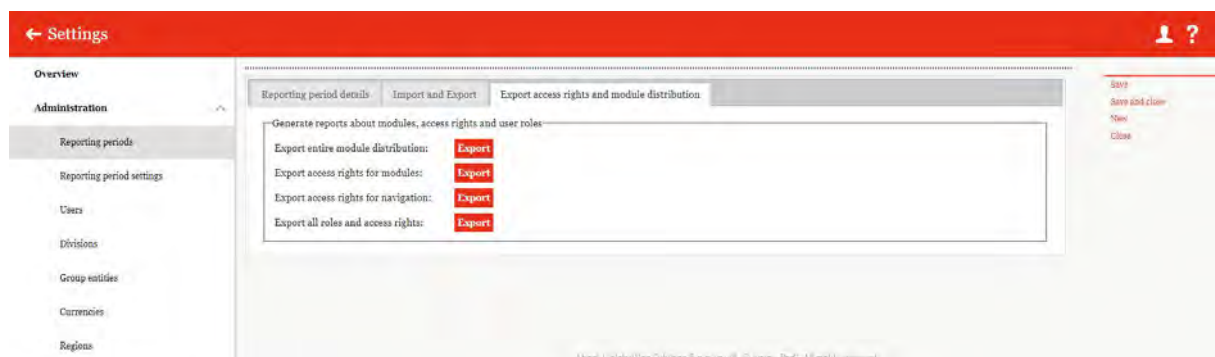 ← Settings
?
Overview
Administration
Reporting periods
Reporting period settings
Users
Divisions
Group entities
Currencies
Regions
Reporting period details
Import and Export
Export access rights and module distribution
Generate reports about modules, access rights and user roles
Export entire module distribution: Export
Export access rights for modules: Export
Export access rights for navigation: Export
Export all roles and access rights: Export
Save
Save and close
New
Close